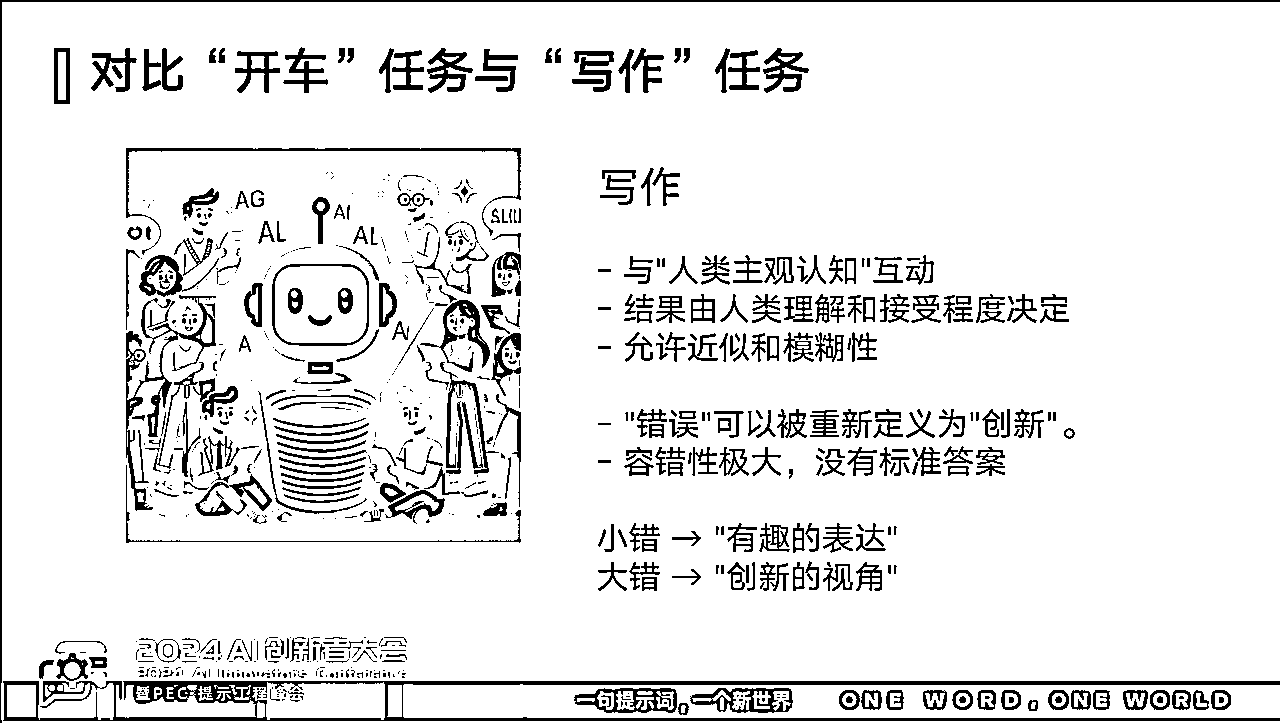 对比“开车”任务与“写作”任务
AG
AI
AL
AL
A
写作
- 与"人类主观认知"互动
- 结果由人类理解和接受程度决定
- 允许近似和模糊性
- "错误"可以被重新定义为"创新"。
- 容错性极大，没有标准答案
小错 → "有趣的表达"
大错 → "创新的视角"
2024 AI 创新者大会
2024 AI Innovators Conference
暨PEC·提示工程峰会
一句提示词。一个新世界
ONE WORD。ONE WORLD